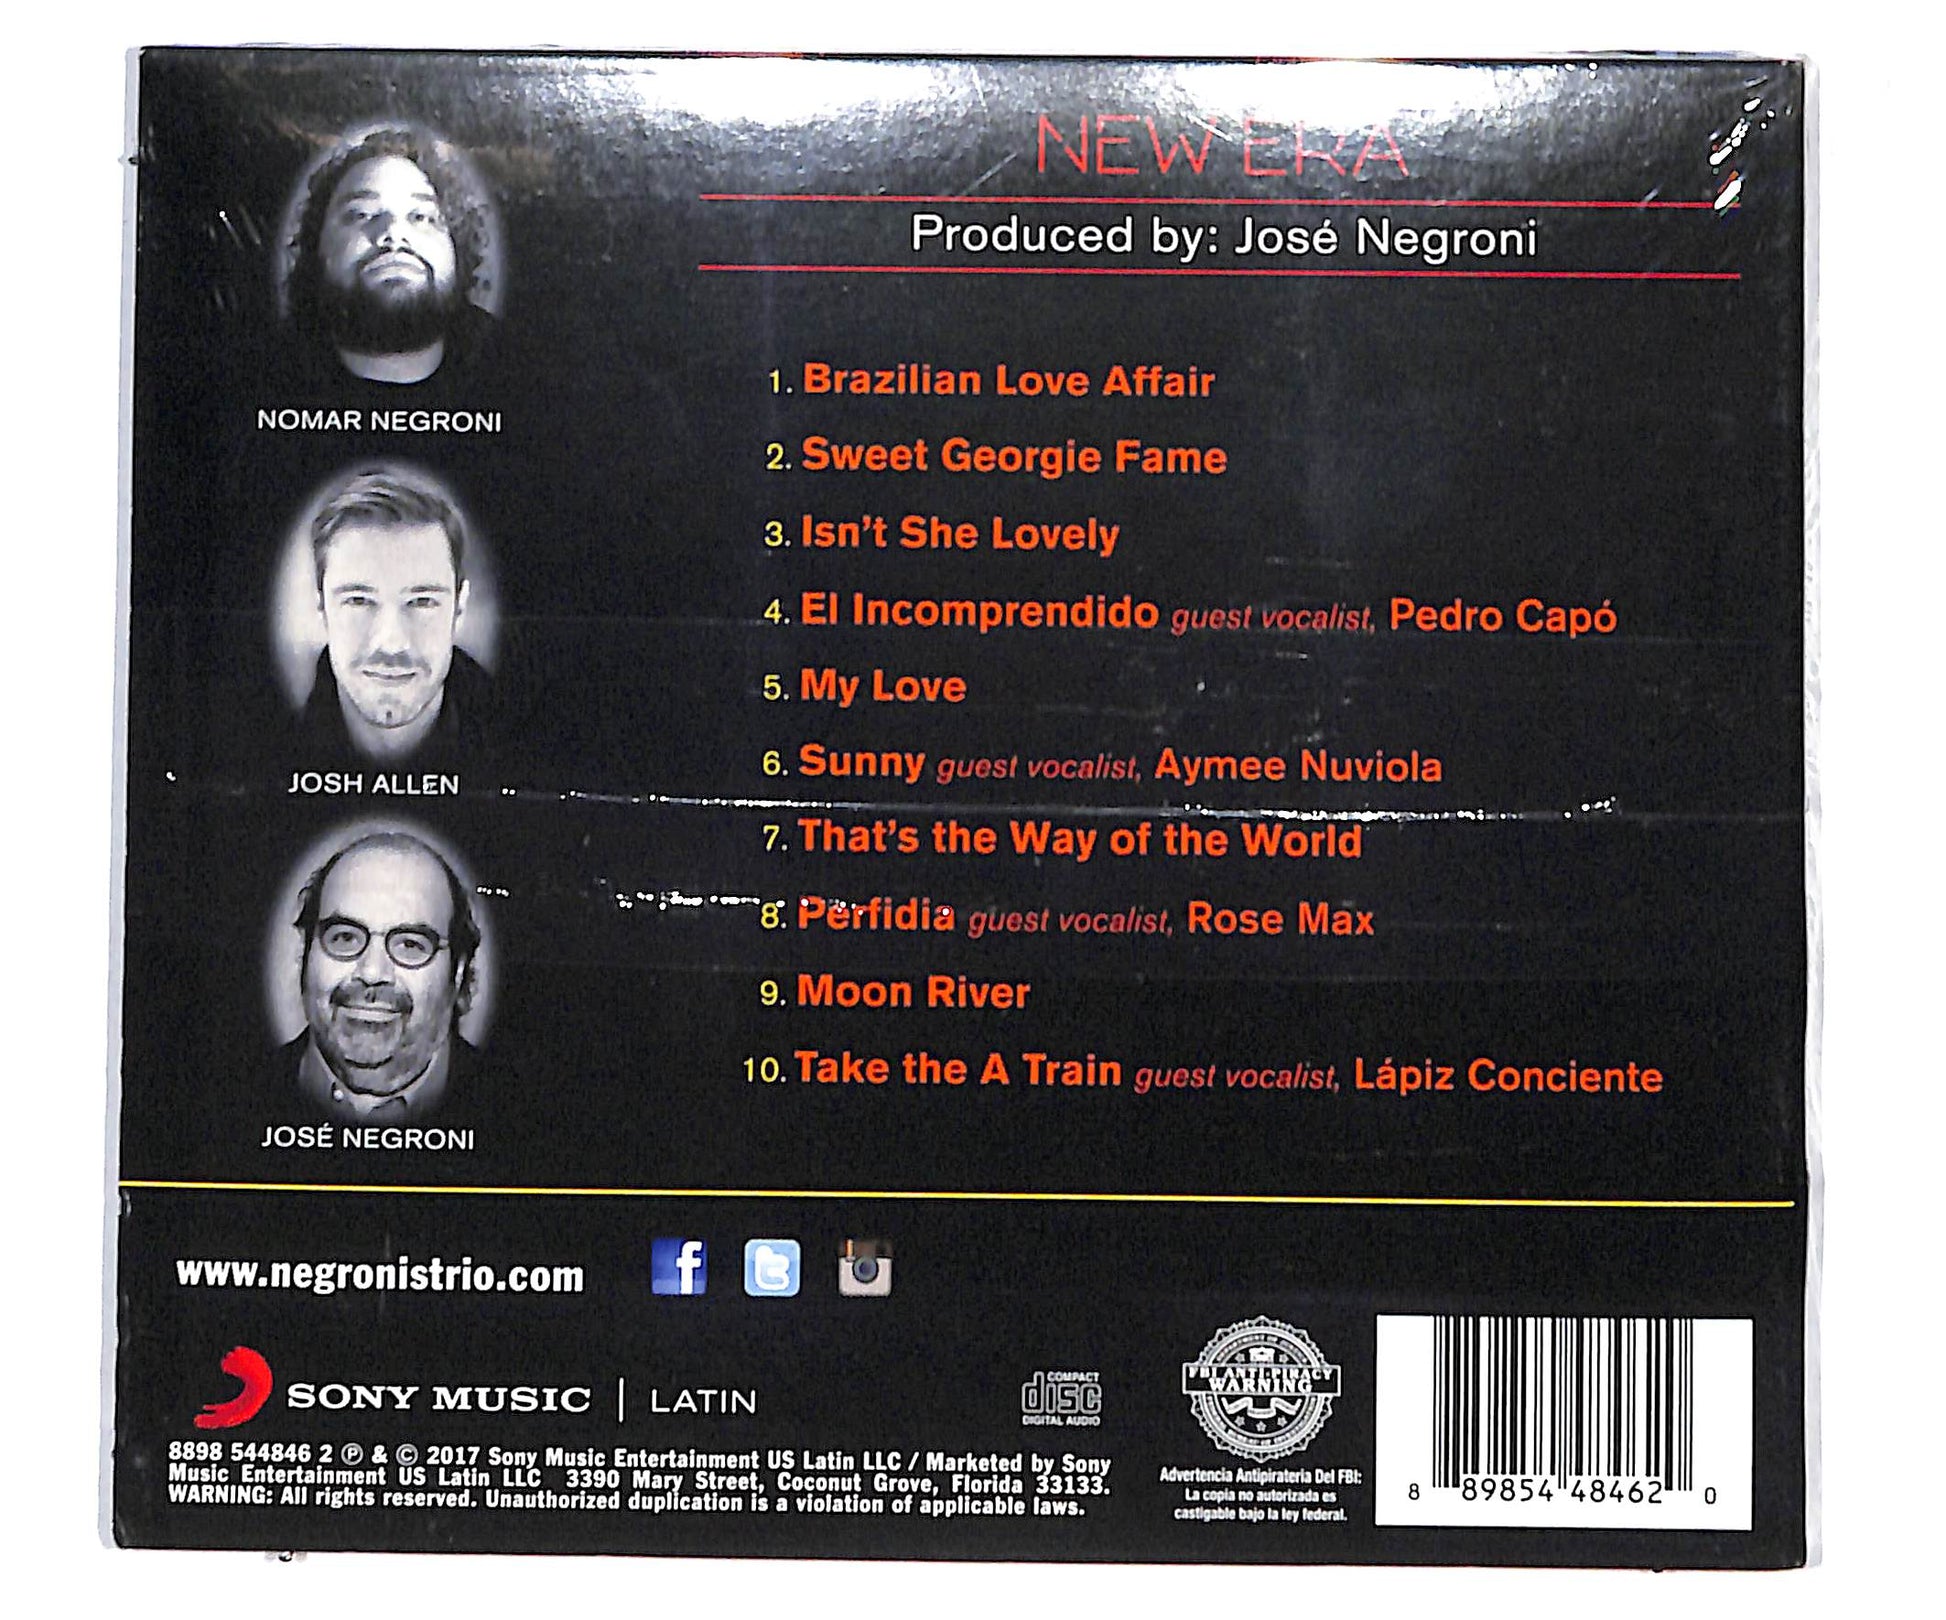 NEW ERA
Produced by: José Negroni
NOMAR NEGRONI
JOSH ALLEN
JOSÉ NEGRONI
1. Brazilian Love Affair
2. Sweet Georgie Fame
3. Isn't She Lovely
4. El Incomprendido guest vocalist, Pedro Capó
5. My Love
6. Sunny guest vocalist, Aymee Nuviola
7. That's the Way of the World
8. Perfidia guest vocalist, Rose Max
9. Moon River
10. Take the A Train guest vocalist, Lápiz Conciente
www.negronistrio.com
SONY MUSIC | LATIN
8898 544846 2 ℗ & © 2017 Sony Music Entertainment US Latin LLC / Marketed by Sony
Music Entertainment US Latin LLC 3390 Mary Street, Coconut Grove, Florida 33133.
WARNING: All rights reserved. Unauthorized duplication is a violation of applicable laws.
COMPACT
disc
DIGITAL AUDIO
FBI ANTI-PIRACY
WARNING
Advertencia Antipirateria Del FBI:
La copia no autorizada es
castigable bajo la ley federal.
8 89854 48462 0